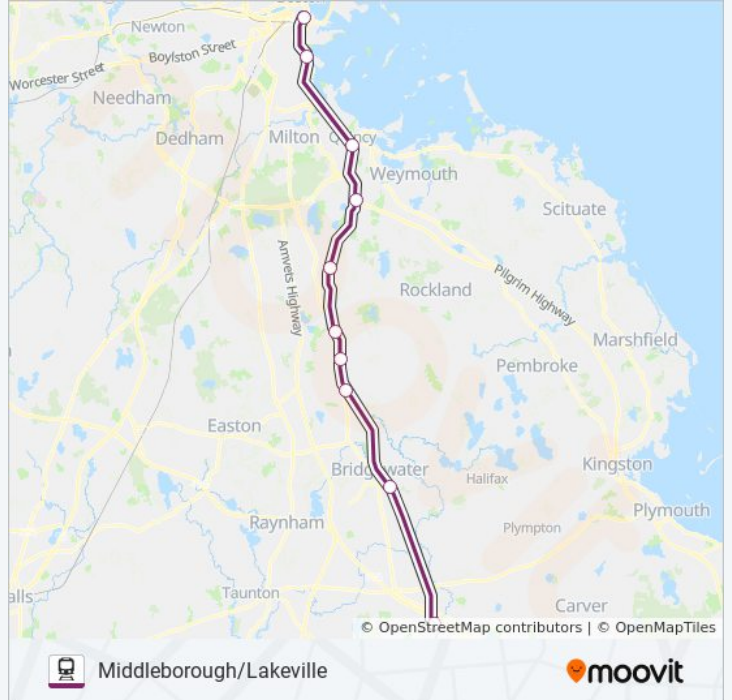 Newton
Boylston Street
Worcester Street
Needham
Dedham
Milton
Quincy
Weymouth
Scituate
Amvets Highway
Pilgrim Highway
Rockland
Marshfield
Pembroke
Easton
Bridgewater
Kingston
Halifax
Plymouth
Raynham
Plympton
Taunton
alls
Carver
© OpenStreetMap contributors | © OpenMapTiles
Middleborough/Lakeville
moovit